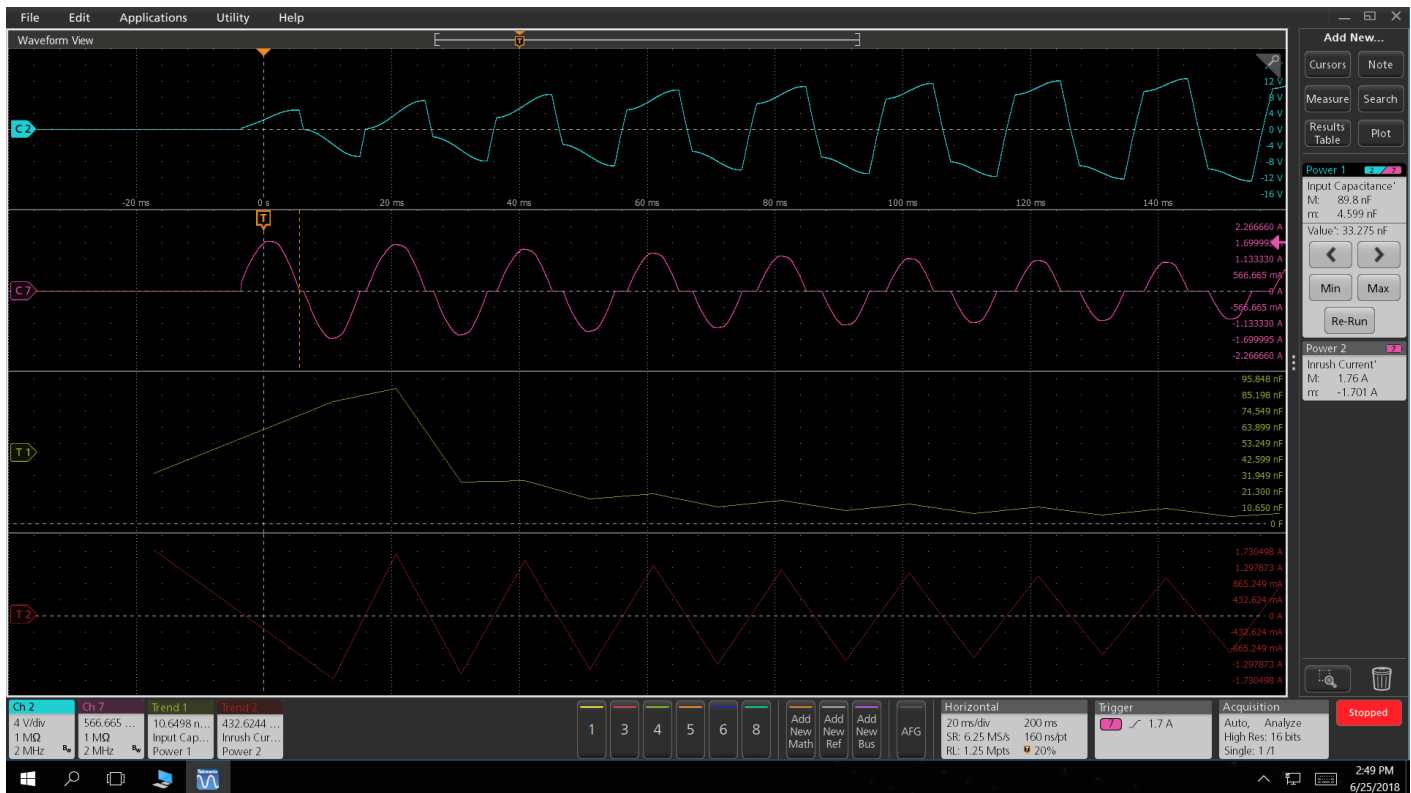 File Edit Applications Utility Help
Waveform View
T
Add New...
Cursors Note
Measure Search
Results Table Plot
C 2
12 V
8 V
4 V
0 V
-4 V
-8 V
-12 V
-16 V
-20 ms 0 s 20 ms 40 ms 60 ms 80 ms 100 ms 120 ms 140 ms
T
C 7
2.266660 A
1.133330 A
566.665 mA
0 A
-566.665 mA
-1.133330 A
-1.699995 A
-2.266660 A
T 1
95.848 nF
85.198 nF
74.549 nF
63.899 nF
53.249 nF
42.599 nF
31.949 nF
21.300 nF
10.650 nF
0 F
T 2
1.730498 A
1.297873 A
865.249 mA
432.624 mA
0 A
-432.624 mA
-865.249 mA
-1.297873 A
-1.730498 A
Power 1 2 7
Input Capacitance'
M: 89.8 nF
m: 4.599 nF
Value': 33.275 nF
Min Max
Re-Run
Power 2 7
Inrush Current'
M: 1.76 A
m: -1.701 A
Ch 2
4 V/div
1 MΩ
2 MHz Bw
Ch 7
566.665 ...
1 MΩ
2 MHz Bw
Trend 1
10.6498 n...
Input Cap...
Power 1
Trend 2
432.6244 ...
Inrush Cur...
Power 2
1 3 4 5 6 8
Add New Math
Add New Ref
Add New Bus
AFG
Horizontal
20 ms/div 200 ms
SR: 6.25 MS/s 160 ns/pt
RL: 1.25 Mpts 20%
Trigger
7 1.7 A
Acquisition
Auto, Analyze
High Res: 16 bits
Single: 1 /1
Stopped
Tektronix
2:49 PM
6/25/2018